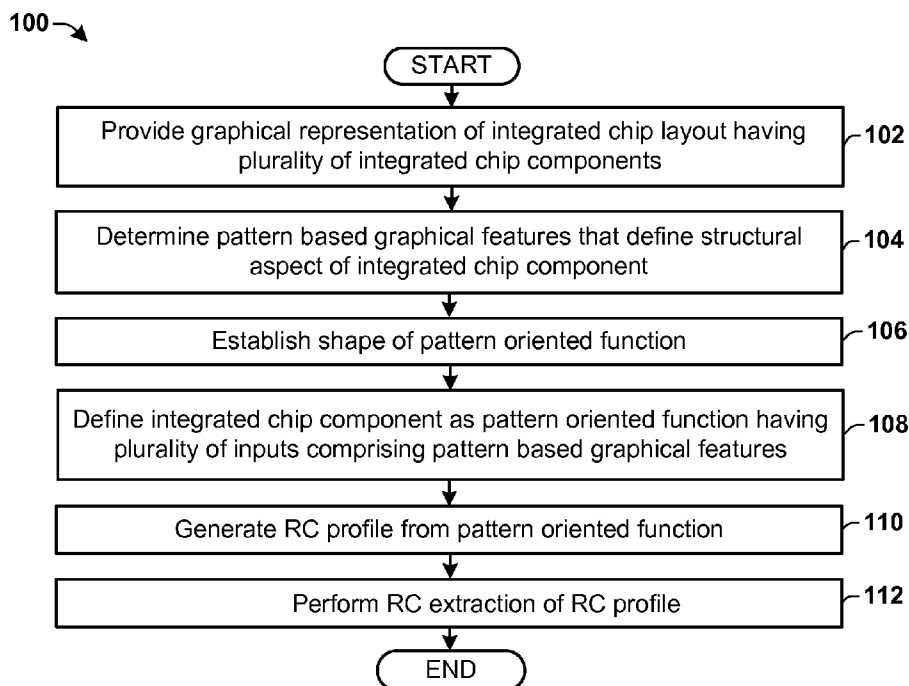 100
START
Provide graphical representation of integrated chip layout having
plurality of integrated chip components
102
Determine pattern based graphical features that define structural
aspect of integrated chip component
104
Establish shape of pattern oriented function
106
Define integrated chip component as pattern oriented function having
plurality of inputs comprising pattern based graphical features
108
Generate RC profile from pattern oriented function
110
Perform RC extraction of RC profile
112
END